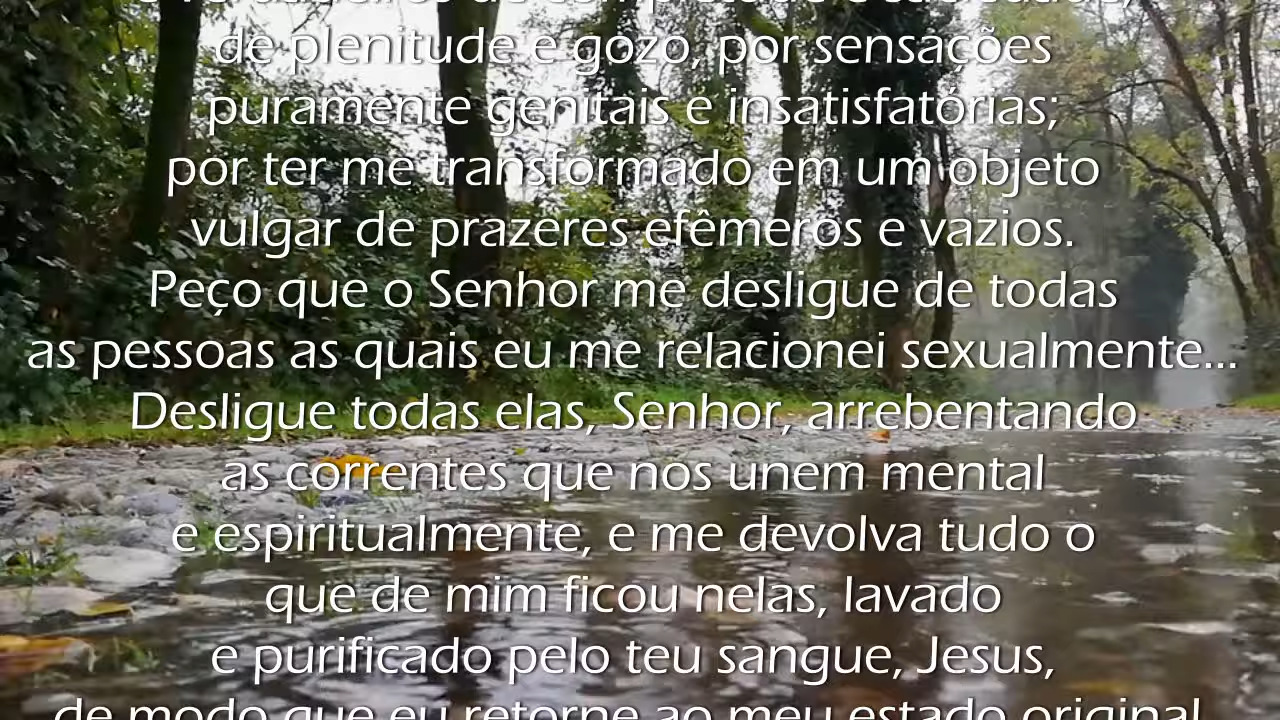 de plenitude e gozo, por sensações
puramente genitais e insatisfatórias;
por ter me transformado em um objeto
vulgar de prazeres efêmeros e vazios.
Peço que o Senhor me desligue de todas
as pessoas as quais eu me relacionei sexualmente...
Desligue todas elas, Senhor, arrebentando
as correntes que nos unem mental
e espiritualmente, e me devolva tudo o
que de mim ficou nelas, lavado
e purificado pelo teu sangue, Jesus,
de modo que eu retorne ao meu estado original